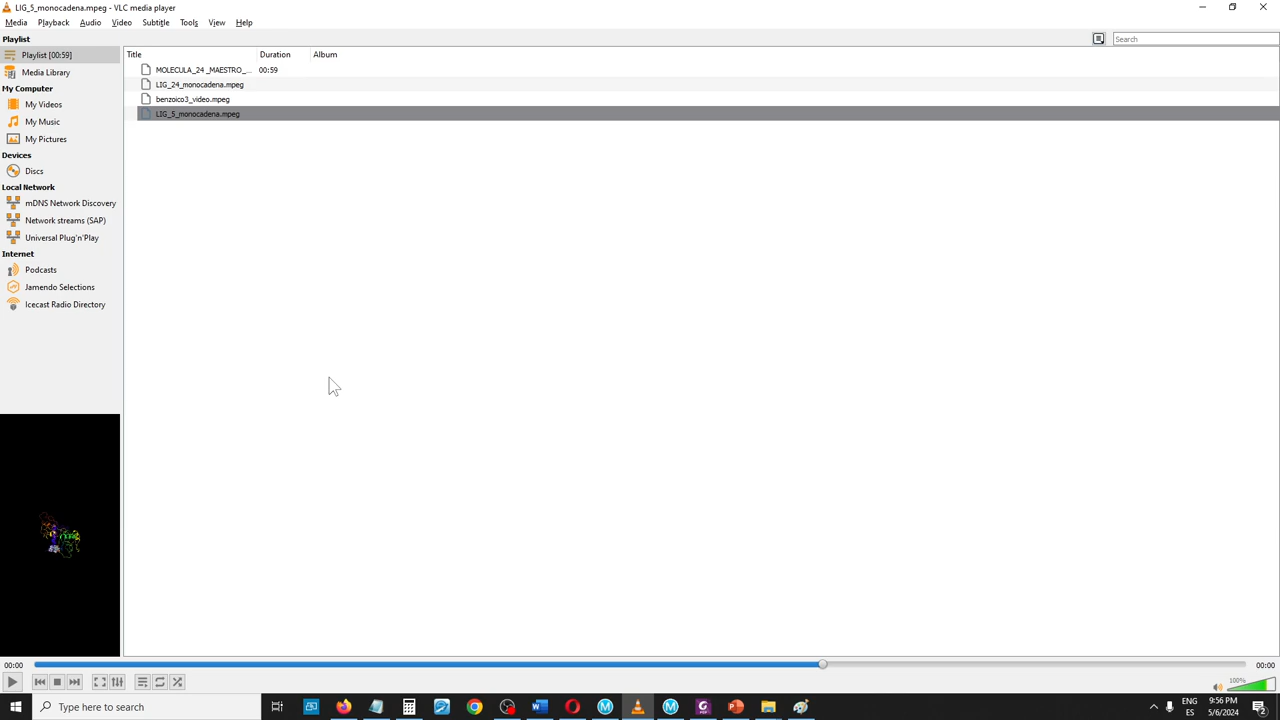 LIG_5_monocadena.mpeg - VLC media player
Media Playback Audio Video Subtitle Tools View Help
Playlist
Search
Playlist [00:59]
Title Duration Album
MOLECULA_24 _MAESTRO_... 00:59
LIG_24_monocadena.mpeg
benzoico3_video.mpeg
LIG_5_monocadena.mpeg
Media Library
My Computer
My Videos
My Music
My Pictures
Devices
Discs
Local Network
mDNS Network Discovery
Network streams (SAP)
Universal Plug'n'Play
Internet
Podcasts
Jamendo Selections
Icecast Radio Directory
00:00 00:00
100%
Type here to search
ENG
ES
9:56 PM
5/6/2024
2